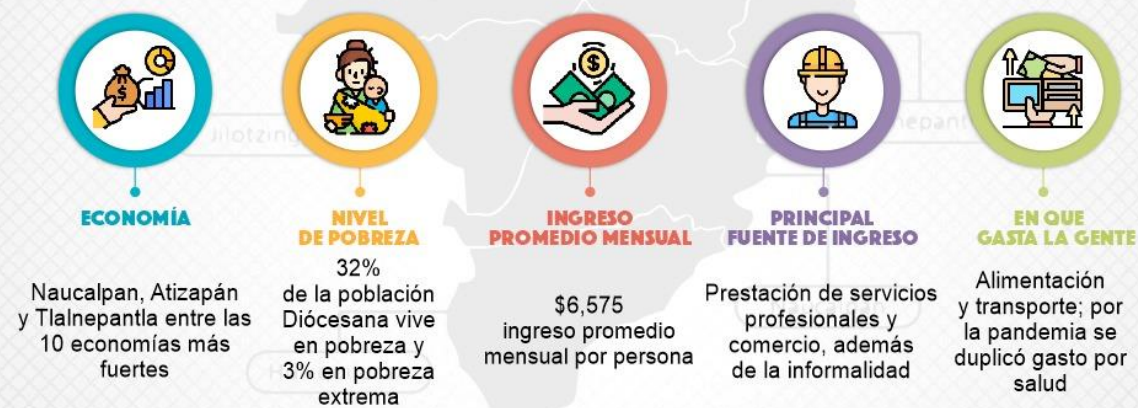 ECONOMÍA
Naucalpan, Atizapán
y Tlalnepantla entre las
10 economías más
fuertes
NIVEL
DE POBREZA
32%
de la población
Diócesana vive
en pobreza y
3% en pobreza
extrema
INGRESO
PROMEDIO MENSUAL
$6,575
ingreso promedio
mensual por persona
PRINCIPAL
FUENTE DE INGRESO
Prestación de servicios
profesionales y
comercio, además
de la informalidad
EN QUE
GASTA LA GENTE
Alimentación
y transporte; por
la pandemia se
duplicó gasto por
salud